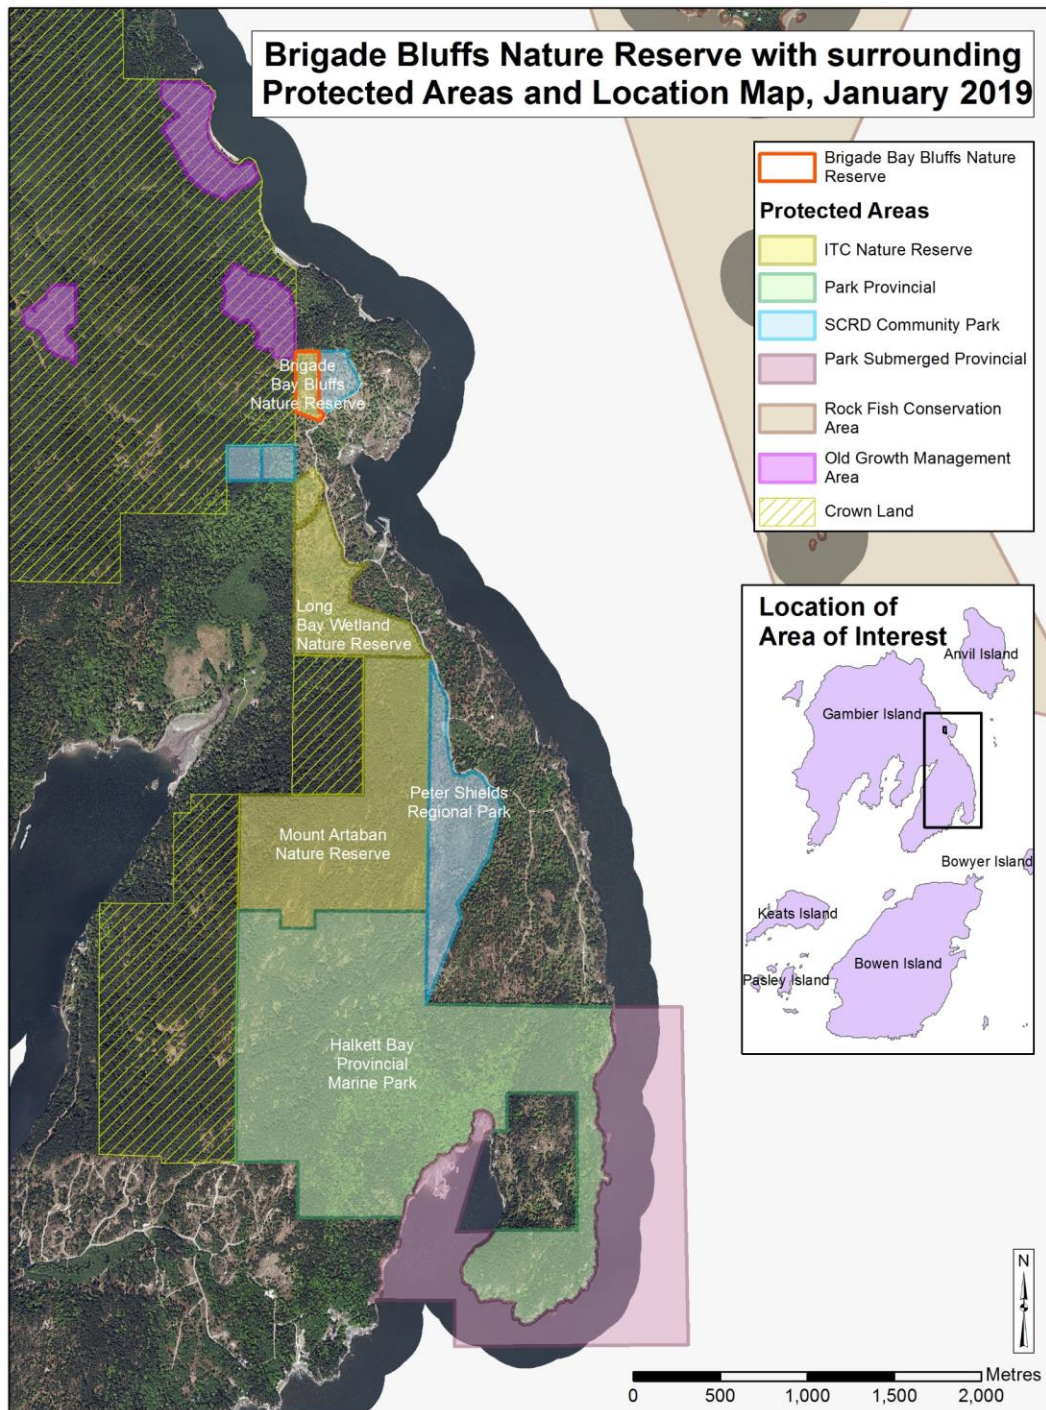 Brigade Bluffs Nature Reserve with surrounding
Protected Areas and Location Map, January 2019
Brigade Bay Bluffs Nature
Reserve
Protected Areas
ITC Nature Reserve
Park Provincial
SCRD Community Park
Park Submerged Provincial
Rock Fish Conservation
Area
Old Growth Management
Area
Crown Land
Brigade
Bay Bluffs
Nature Reserve
Long
Bay Wetland
Nature Reserve
Peter Shields
Regional Park
Mount Artaban
Nature Reserve
Halkett Bay
Provincial
Marine Park
Location of
Area of Interest
Anvil Island
Gambier Island
Bowyer Island
Keats Island
Bowen Island
Pasley Island
N
Metres
0 500 1,000 1,500 2,000